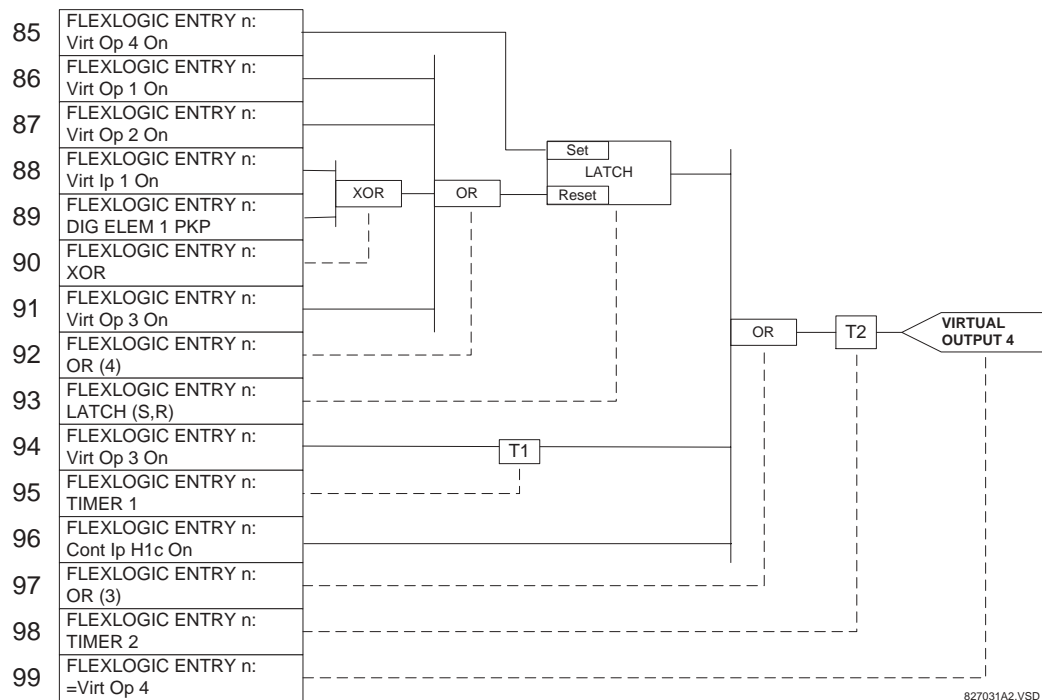 85
FLEXLOGIC ENTRY n:
Virt Op 4 On
86
FLEXLOGIC ENTRY n:
Virt Op 1 On
87
FLEXLOGIC ENTRY n:
Virt Op 2 On
88
FLEXLOGIC ENTRY n:
Virt Ip 1 On
89
FLEXLOGIC ENTRY n:
DIG ELEM 1 PKP
90
FLEXLOGIC ENTRY n:
XOR
91
FLEXLOGIC ENTRY n:
Virt Op 3 On
92
FLEXLOGIC ENTRY n:
OR (4)
93
FLEXLOGIC ENTRY n:
LATCH (S,R)
94
FLEXLOGIC ENTRY n:
Virt Op 3 On
95
FLEXLOGIC ENTRY n:
TIMER 1
96
FLEXLOGIC ENTRY n:
Cont Ip H1c On
97
FLEXLOGIC ENTRY n:
OR (3)
98
FLEXLOGIC ENTRY n:
TIMER 2
99
FLEXLOGIC ENTRY n:
=Virt Op 4
XOR
OR
Set
LATCH
Reset
T1
OR
T2
VIRTUAL
OUTPUT 4
827031A2.VSD